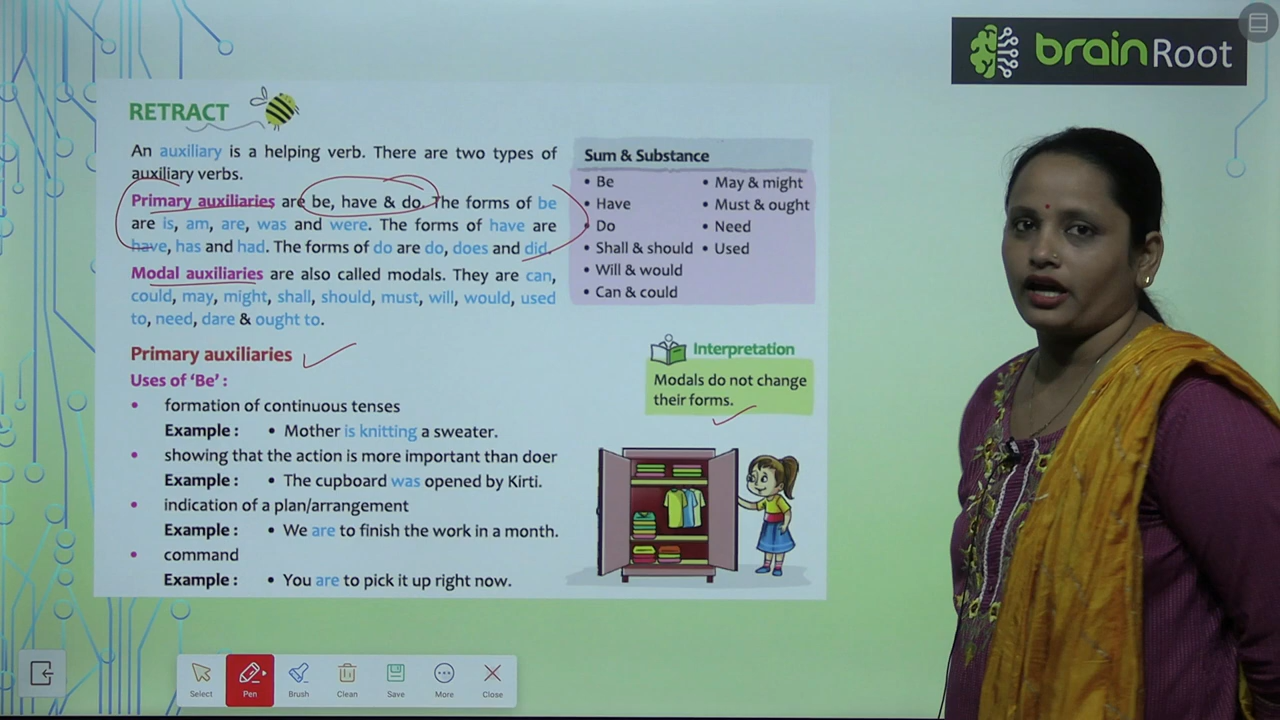 brainRoot
RETRACT
An auxiliary is a helping verb. There are two types of
auxiliary verbs.
Primary auxiliaries are be, have & do. The forms of be
are is, am, are, was and were. The forms of have are
have, has and had. The forms of do are do, does and did.
Modal auxiliaries are also called modals. They are can,
could, may, might, shall, should, must, will, would, used
to, need, dare & ought to.
Primary auxiliaries
Uses of 'Be' :
• formation of continuous tenses
Example : • Mother is knitting a sweater.
• showing that the action is more important than doer
Example : • The cupboard was opened by Kirti.
• indication of a plan/arrangement
Example : • We are to finish the work in a month.
• command
Example : • You are to pick it up right now.
Sum & Substance
• Be
• Have
• Do
• Shall & should
• Will & would
• Can & could
• May & might
• Must & ought
• Need
• Used
Interpretation
Modals do not change
their forms.
Select Pen Brush Clean Save More Close